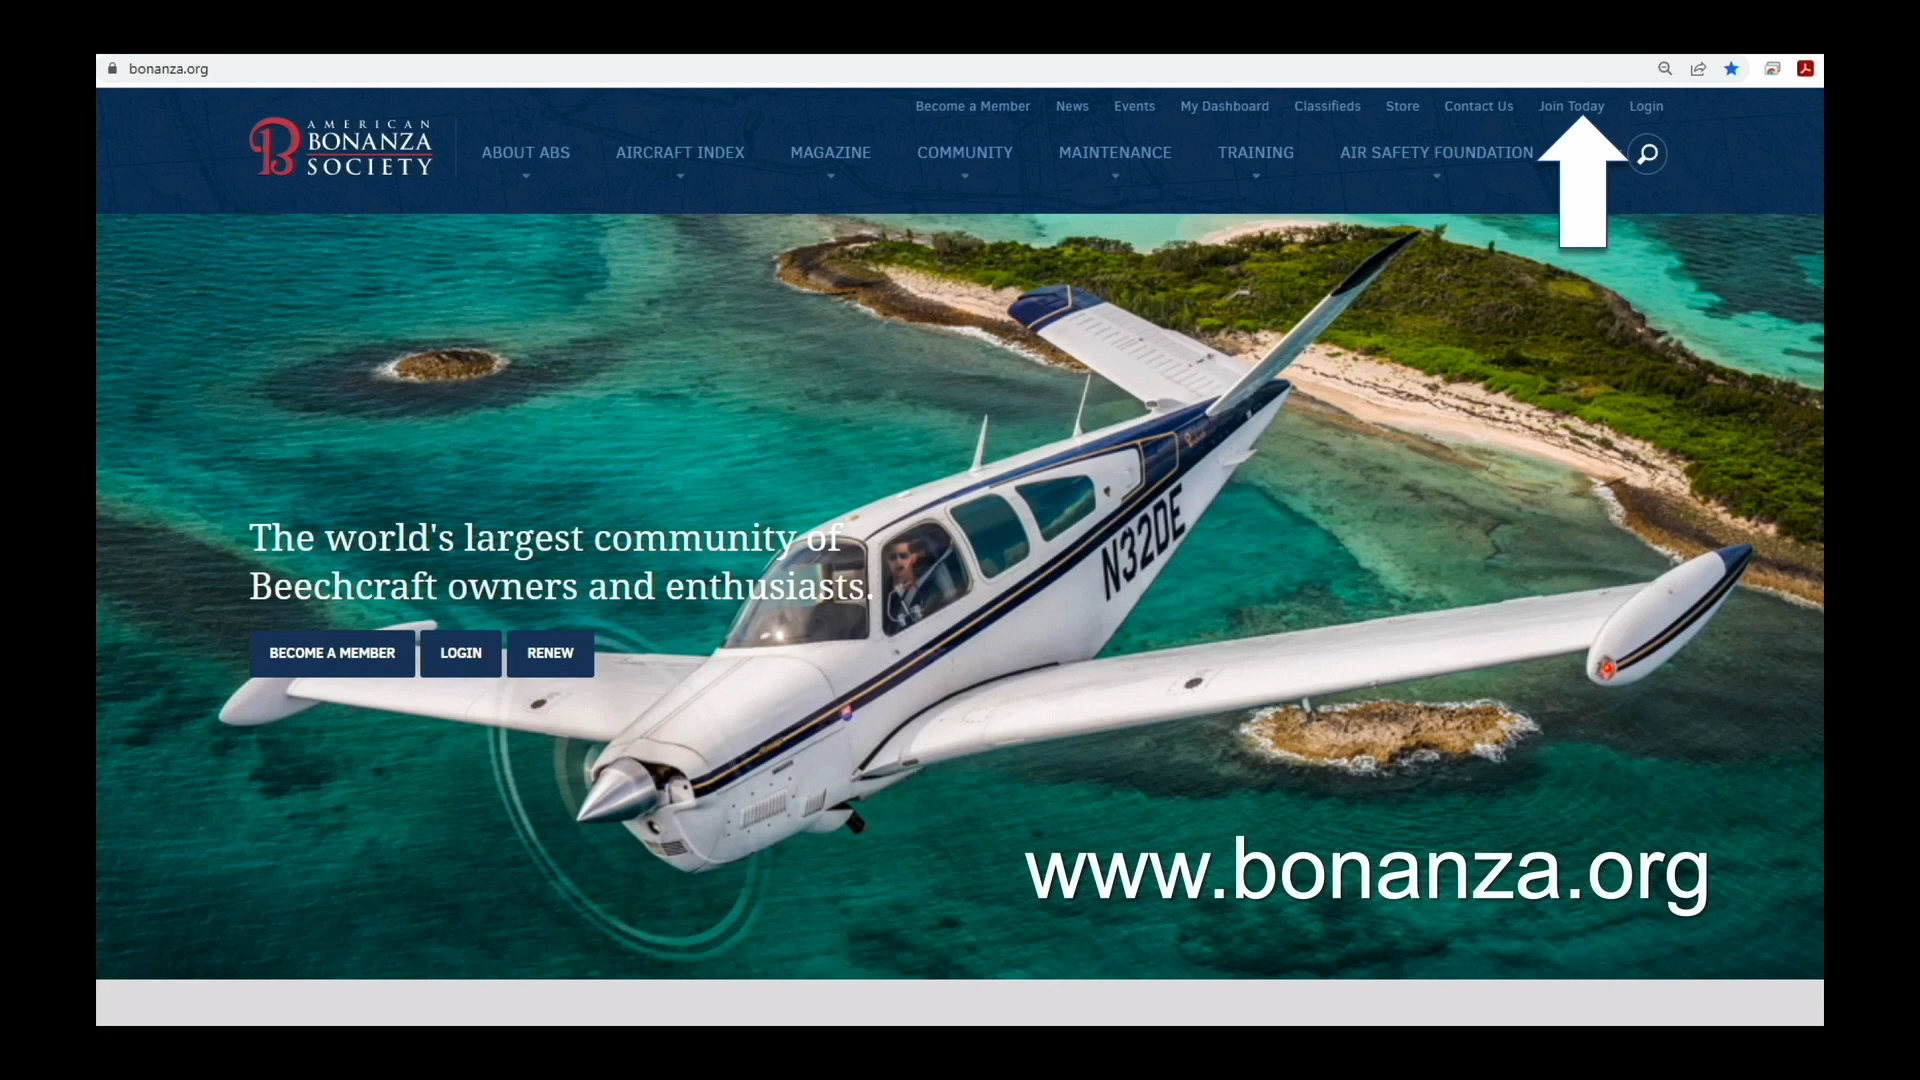 bonanza.org
Become a Member News Events My Dashboard Classifieds Store Contact Us Join Today Login
AMERICAN
BONANZA
SOCIETY
ABOUT ABS AIRCRAFT INDEX MAGAZINE COMMUNITY MAINTENANCE TRAINING AIR SAFETY FOUNDATION
N32DE
The world's largest community of
Beechcraft owners and enthusiasts.
BECOME A MEMBER LOGIN RENEW
www.bonanza.org